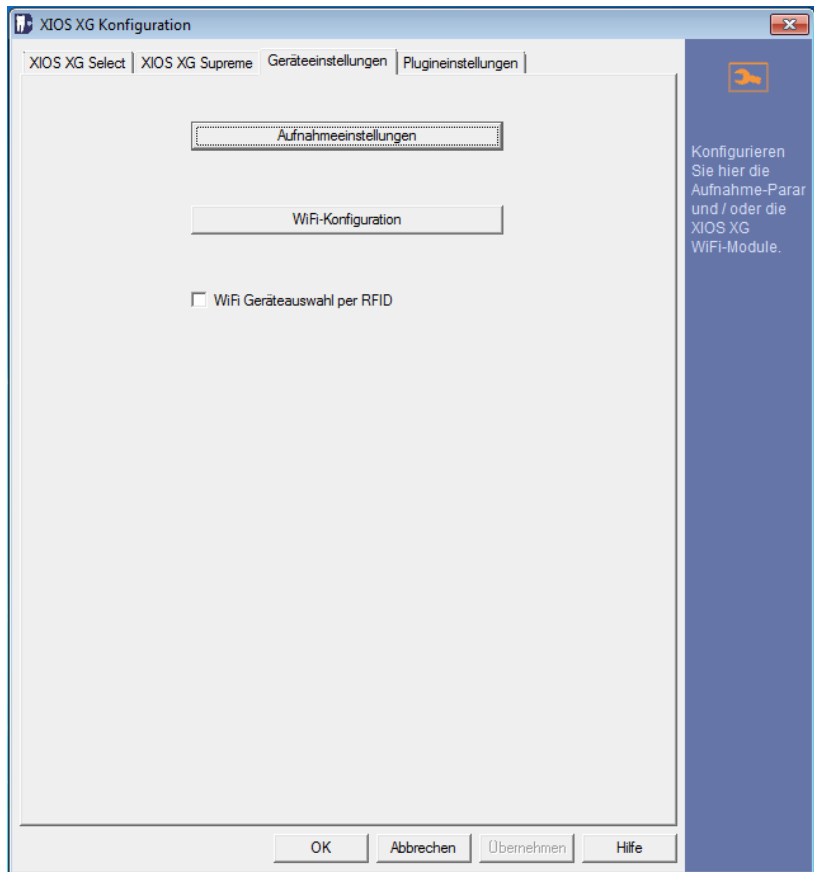 XIOS XG Konfiguration
XIOS XG Select
XIOS XG Supreme
Geräteeinstellungen
Plugineinstellungen
Aufnahmeeinstellungen
WiFi-Konfiguration
WiFi Geräteauswahl per RFID
Konfigurieren
Sie hier die
Aufnahme-Parar
und / oder die
XIOS XG
WiFi-Module.
OK
Abbrechen
Übernehmen
Hilfe